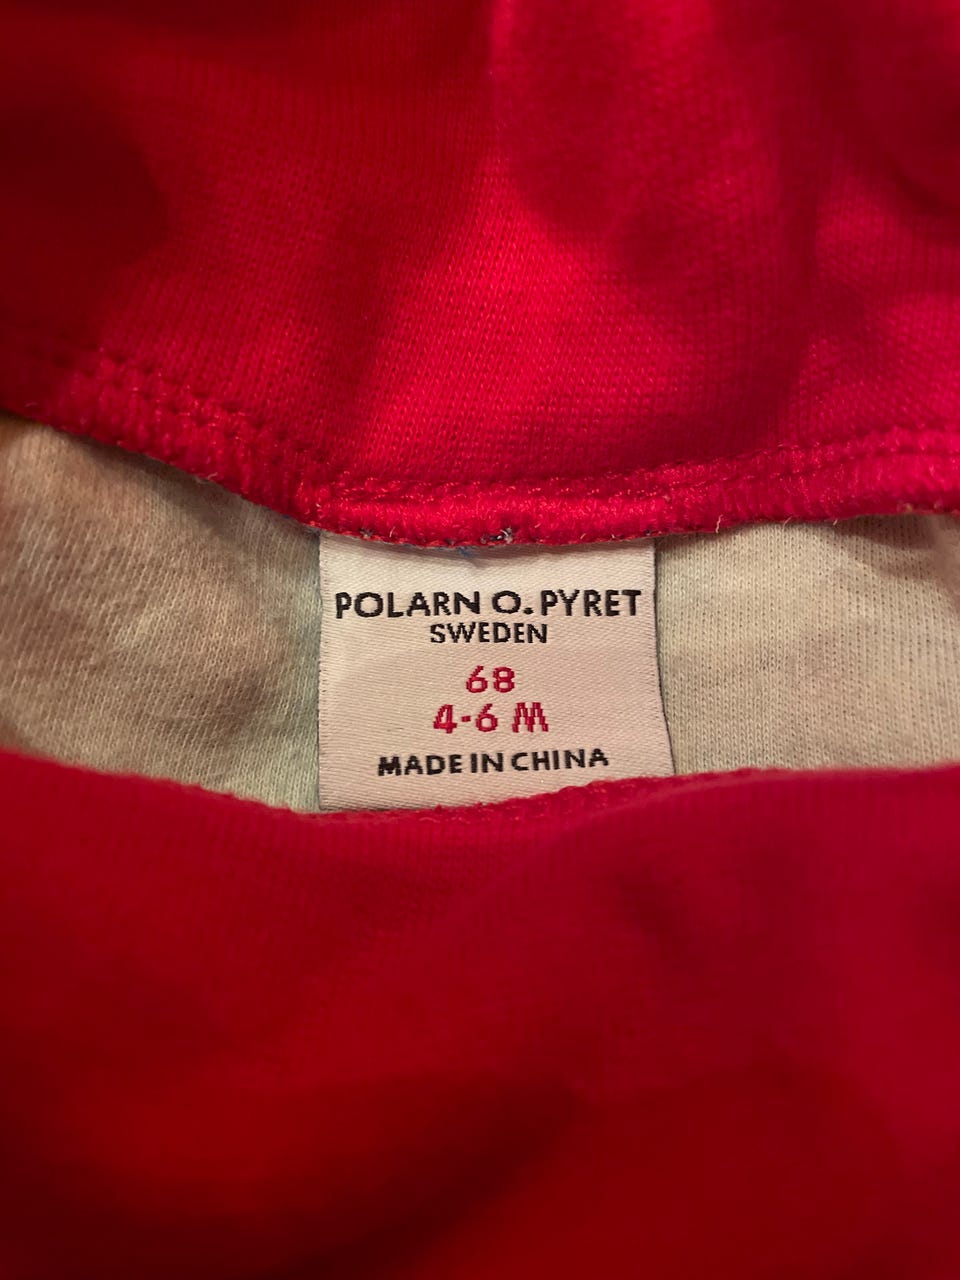 POLARN O. PYRET
SWEDEN
68
4-6 M
MADE IN CHINA